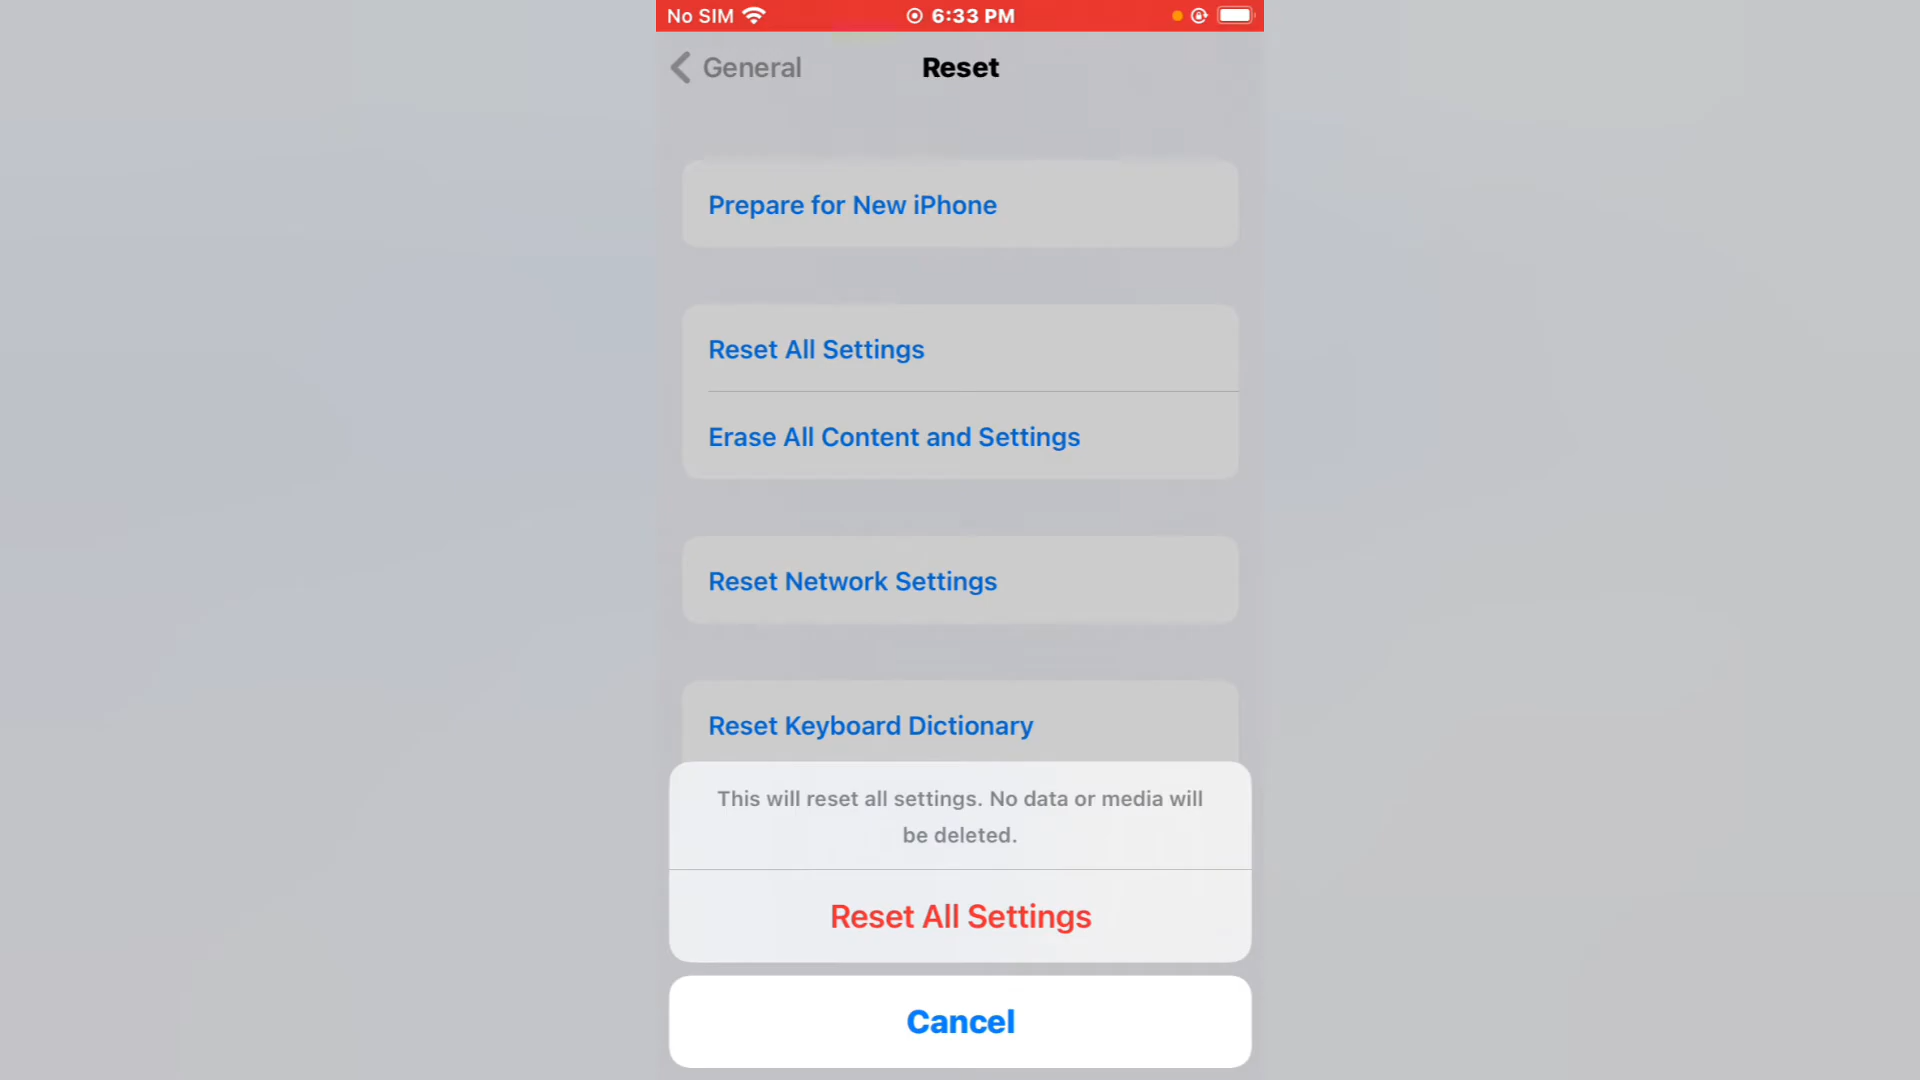 No SIM 6:33 PM
General Reset
Prepare for New iPhone
Reset All Settings
Erase All Content and Settings
Reset Network Settings
Reset Keyboard Dictionary
This will reset all settings. No data or media will
be deleted.
Reset All Settings
Cancel